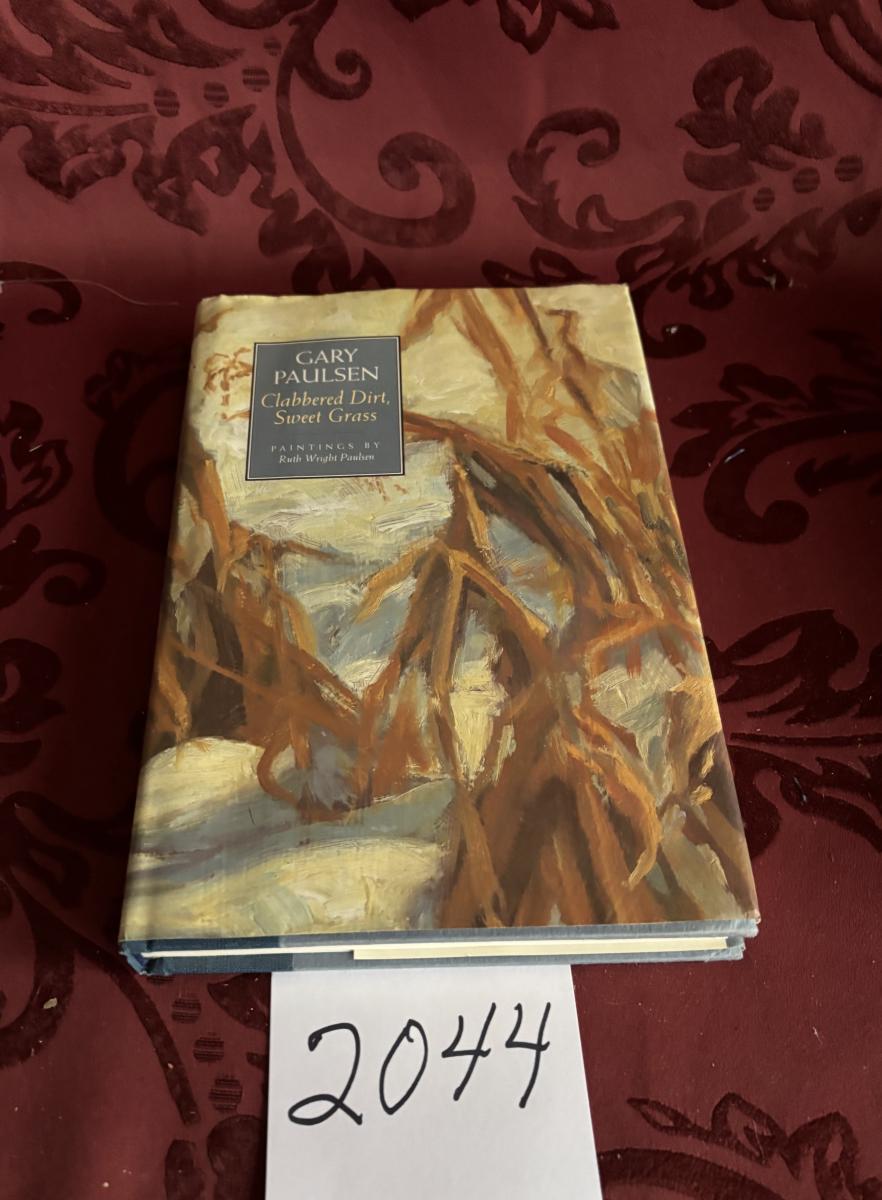 GARY
PAULSEN
Clabbered Dirt,
Sweet Grass
PAINTINGS BY
Ruth Wright Paulsen
2044